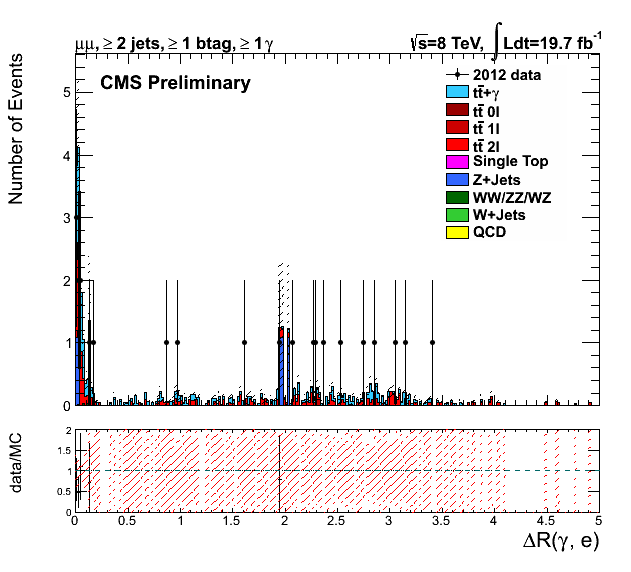 μμ, ≥ 2 jets, ≥ 1 btag, ≥ 1 γ
√s=8 TeV, ∫ Ldt=19.7 fb⁻¹
CMS Preliminary
2012 data
tt̄+γ
tt̄ 0l
tt̄ 1l
tt̄ 2l
Single Top
Z+Jets
WW/ZZ/WZ
W+Jets
QCD
Number of Events
5
4
3
2
1
0
data/MC
2
1.5
1
0.5
0
0 0.5 1 1.5 2 2.5 3 3.5 4 4.5 5
ΔR(γ, e)